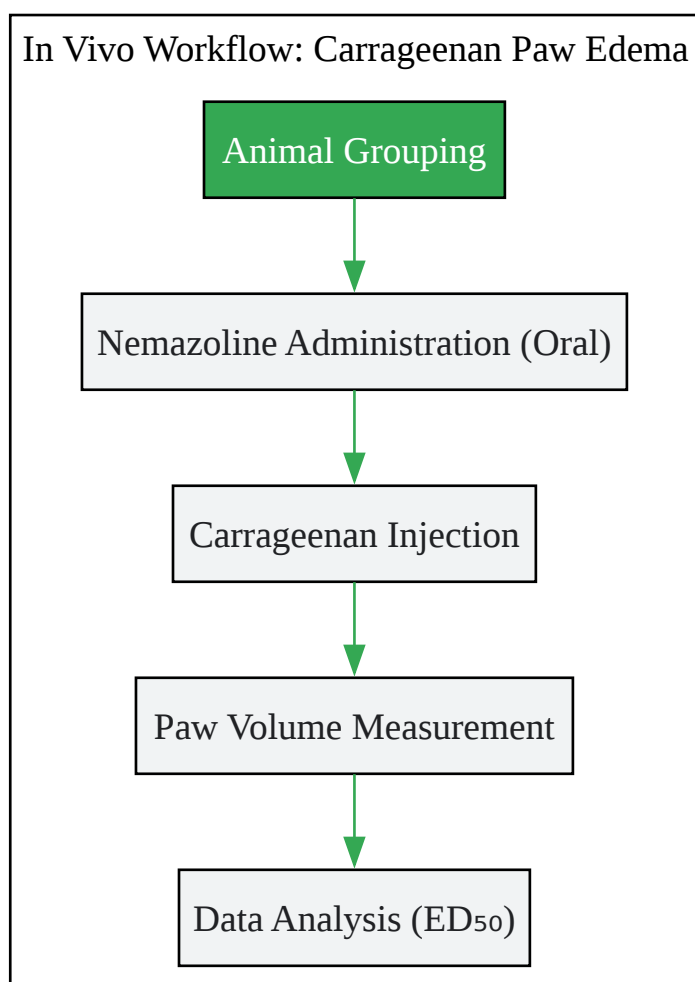 In Vivo Workflow: Carrageenan Paw Edema
Animal Grouping
Nemazoline Administration (Oral)
Carrageenan Injection
Paw Volume Measurement
Data Analysis (ED₅₀)